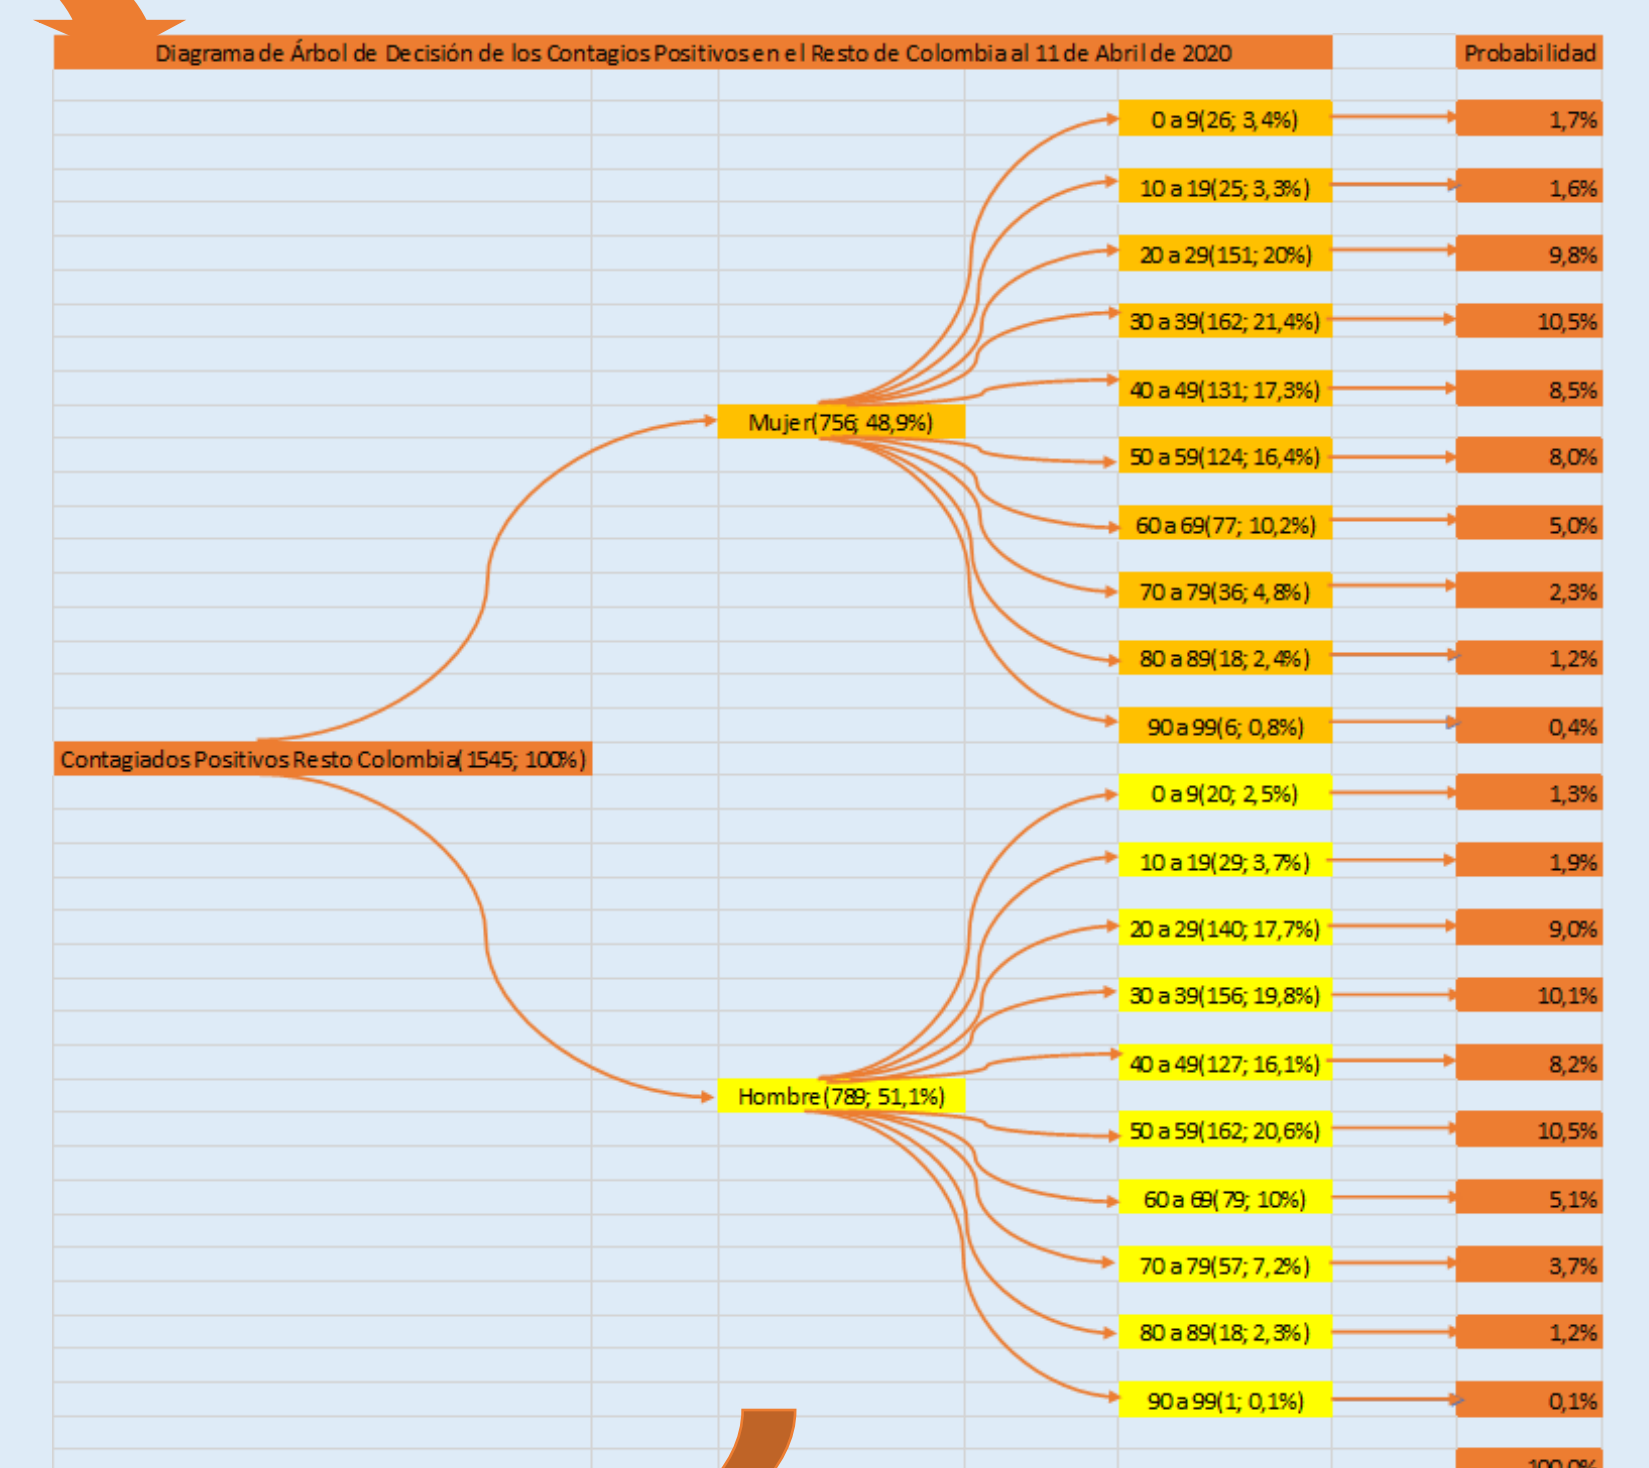 Diagrama de Árbol de Decisión de los Contagios Positivos en el Resto de Colombia al 11 de Abril de 2020 Probabilidad
0 a 9(26; 3,4%) 1,7%
10 a 19(25; 3,3%) 1,6%
20 a 29(151; 20%) 9,8%
30 a 39(162; 21,4%) 10,5%
40 a 49(131; 17,3%) 8,5%
Mujer(756; 48,9%)
50 a 59(124; 16,4%) 8,0%
60 a 69(77; 10,2%) 5,0%
70 a 79(36; 4,8%) 2,3%
80 a 89(18; 2,4%) 1,2%
90 a 99(6; 0,8%) 0,4%
Contagiados Positivos Resto Colombia(1545; 100%)
0 a 9(20; 2,5%) 1,3%
10 a 19(29; 3,7%) 1,9%
20 a 29(140; 17,7%) 9,0%
30 a 39(156; 19,8%) 10,1%
40 a 49(127; 16,1%) 8,2%
Hombre(789; 51,1%)
50 a 59(162; 20,6%) 10,5%
60 a 69(79; 10%) 5,1%
70 a 79(57; 7,2%) 3,7%
80 a 89(18; 2,3%) 1,2%
90 a 99(1; 0,1%) 0,1%
100,0%